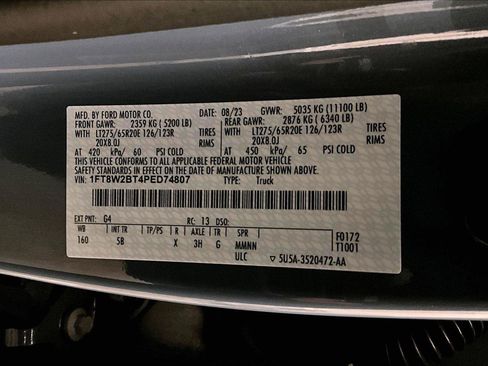 MFD. BY FORD MOTOR CO. DATE: 08/23 GVWR: 5035 KG (11100 LB)
FRONT GAWR: 2359 KG (5200 LB) REAR GAWR: 2876 KG (6340 LB)
WITH LT275/65R20E 126/123R TIRES WITH LT275/65R20E 126/123R TIRES
20X8.0J RIMS 20X8.0J RIMS
AT 420 kPa/ 60 PSI COLD AT 450 kPa/ 65 PSI COLD
THIS VEHICLE CONFORMS TO ALL APPLICABLE FEDERAL MOTOR VEHICLE
SAFETY STANDARDS IN EFFECT ON THE DATE OF MANUFACTURE SHOWN ABOVE.
VIN: 1FT8W2BT4PED74807 TYPE: Truck
EXT PNT: G4 RC: 13 DSO: F0172
WB INT TR TP/PS R AXLE TR SPR T1001
160 SB X 3H G MMNN
ULC 5U5A-3520472-AA